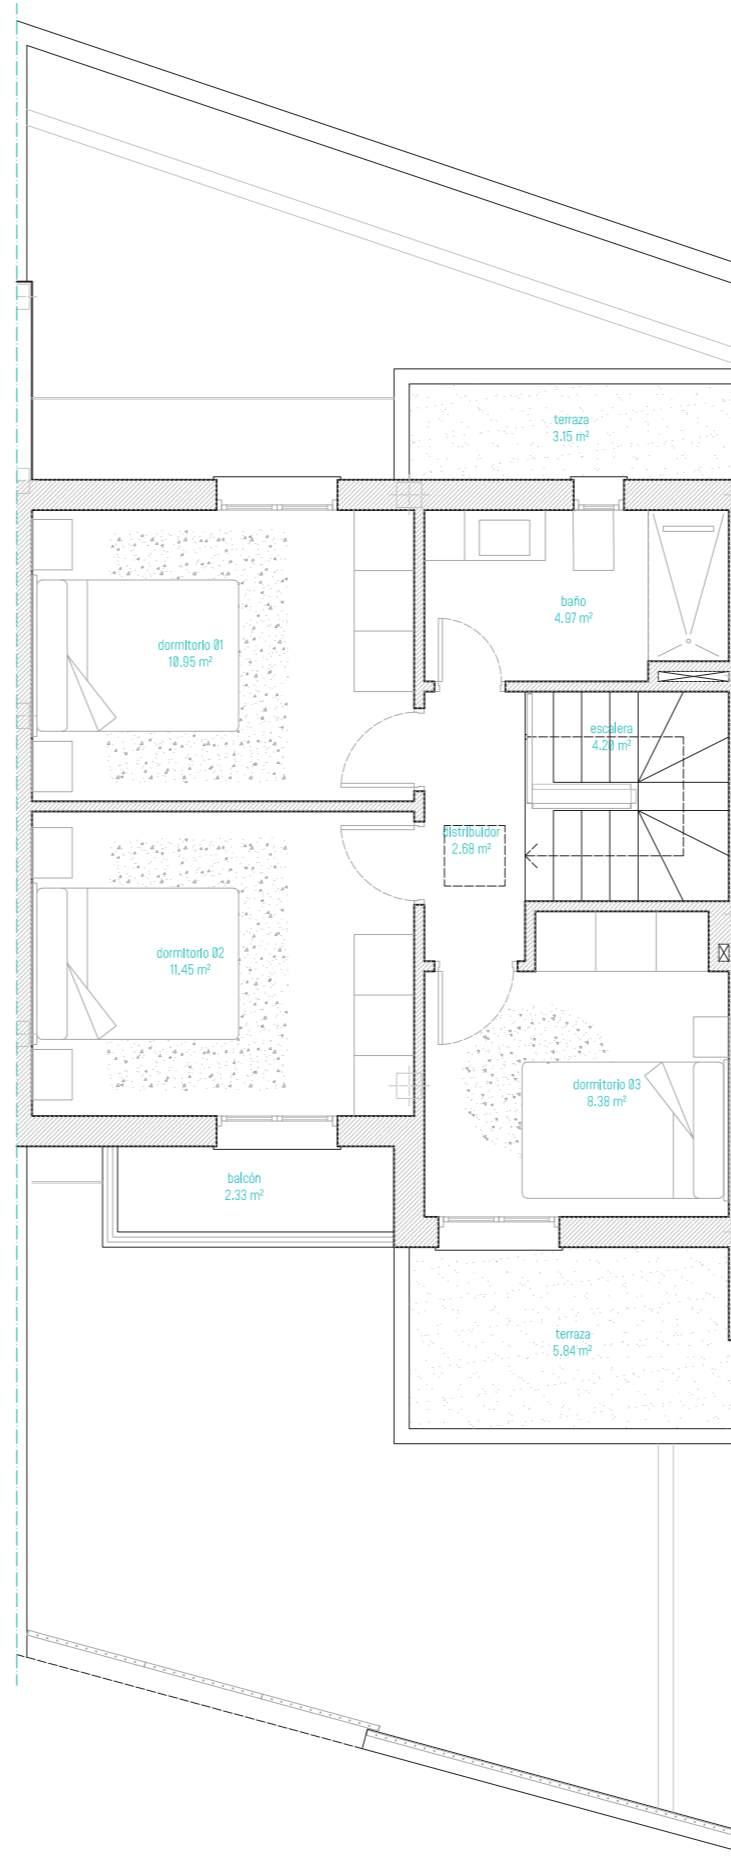 terraza
3.15 m²
baño
4.97 m²
dormitorio 01
10.95 m²
escalera
4.20 m²
distribuidor
2.68 m²
dormitorio 02
11.45 m²
dormitorio 03
8.38 m²
balcón
2.33 m²
terraza
5.84 m²